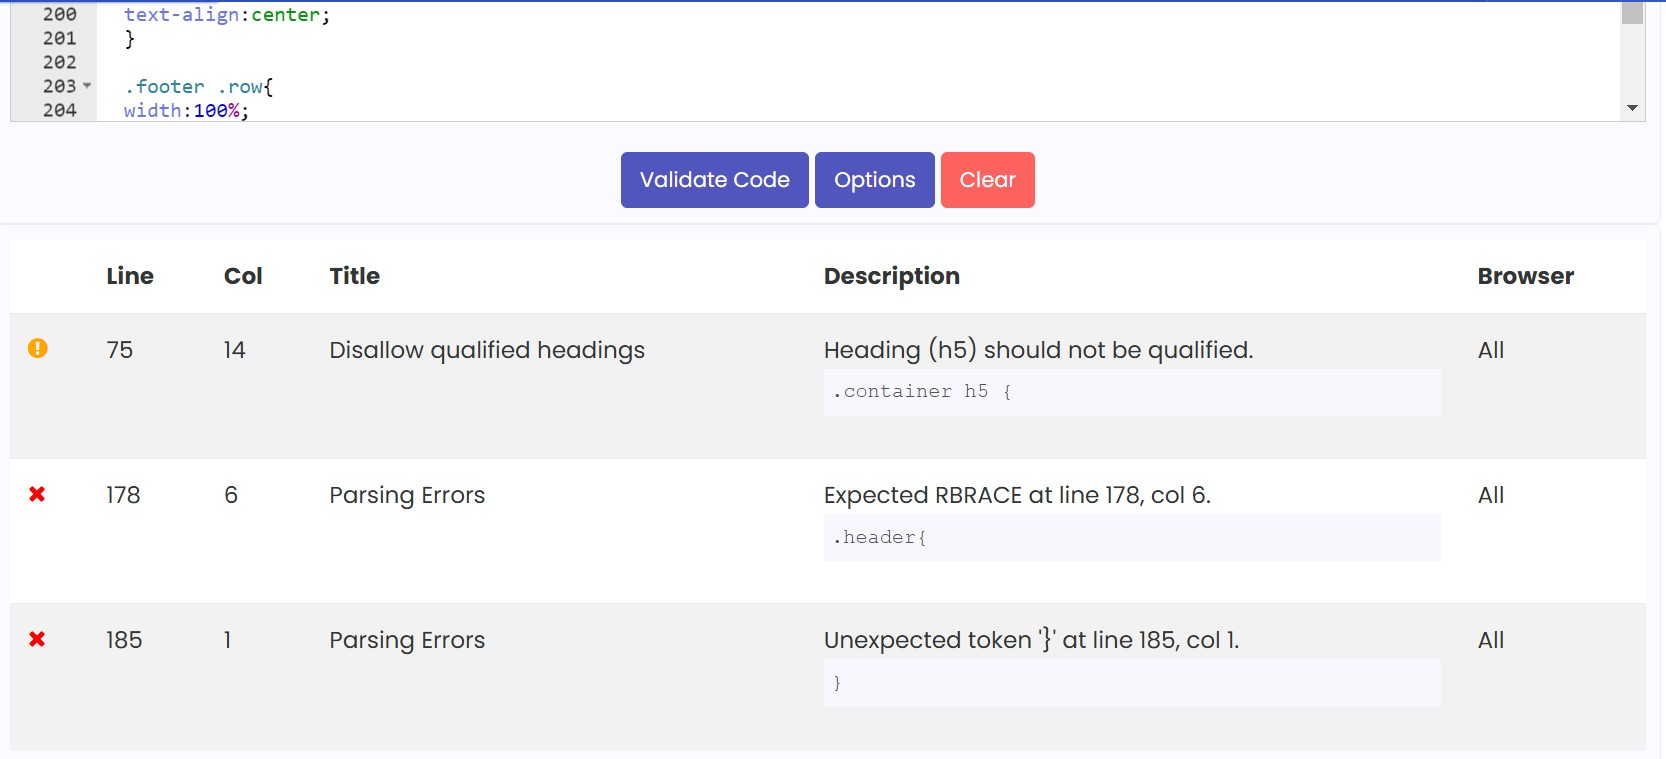 200 text-align:center;
201 }
202
203 .footer .row{
204 width:100%;
Validate Code Options Clear
Line Col Title Description Browser
75 14 Disallow qualified headings Heading (h5) should not be qualified. All
.container h5 {
178 6 Parsing Errors Expected RBRACE at line 178, col 6. All
.header{
185 1 Parsing Errors Unexpected token '}' at line 185, col 1. All
}